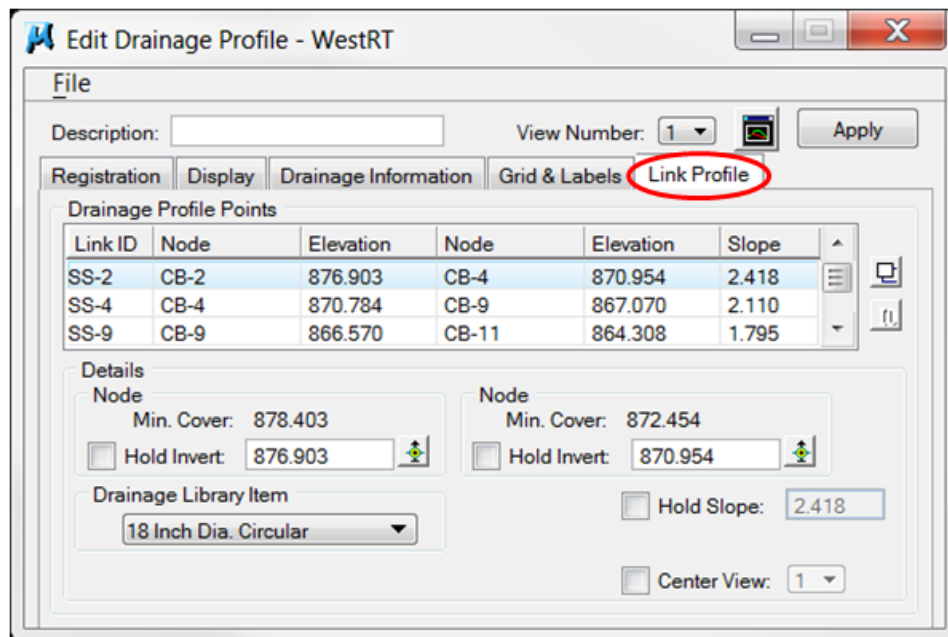 Edit Drainage Profile - WestRT
File
Description: View Number: 1 Apply
Registration Display Drainage Information Grid & Labels Link Profile
Drainage Profile Points
Link ID Node Elevation Node Elevation Slope
SS-2 CB-2 876.903 CB-4 870.954 2.418
SS-4 CB-4 870.784 CB-9 867.070 2.110
SS-9 CB-9 866.570 CB-11 864.308 1.795
Details
Node Node
Min. Cover: 878.403 Min. Cover: 872.454
Hold Invert: 876.903 Hold Invert: 870.954
Drainage Library Item Hold Slope: 2.418
18 Inch Dia. Circular
Center View: 1